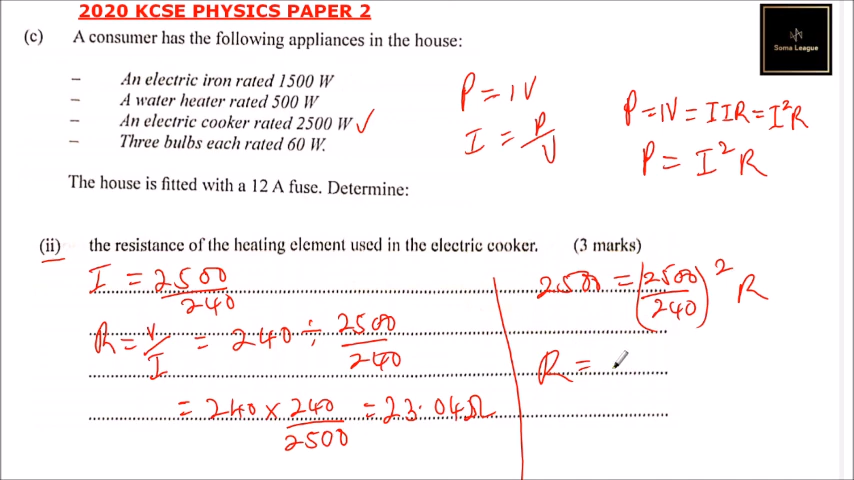 2020 KCSE PHYSICS PAPER 2
(c) A consumer has the following appliances in the house:
Soma League
– An electric iron rated 1500 W
– A water heater rated 500 W
– An electric cooker rated 2500 W ✓
– Three bulbs each rated 60 W.
P = IV
I = P/V
P = IV = IIR = I²R
P = I²R
The house is fitted with a 12 A fuse. Determine:
(ii) the resistance of the heating element used in the electric cooker. (3 marks)
I = 2500/240
R = V/I = 240 ÷ 2500/240
= 240 × 240/2500 = 23.04Ω
2500 = (2500/240)² R
R =